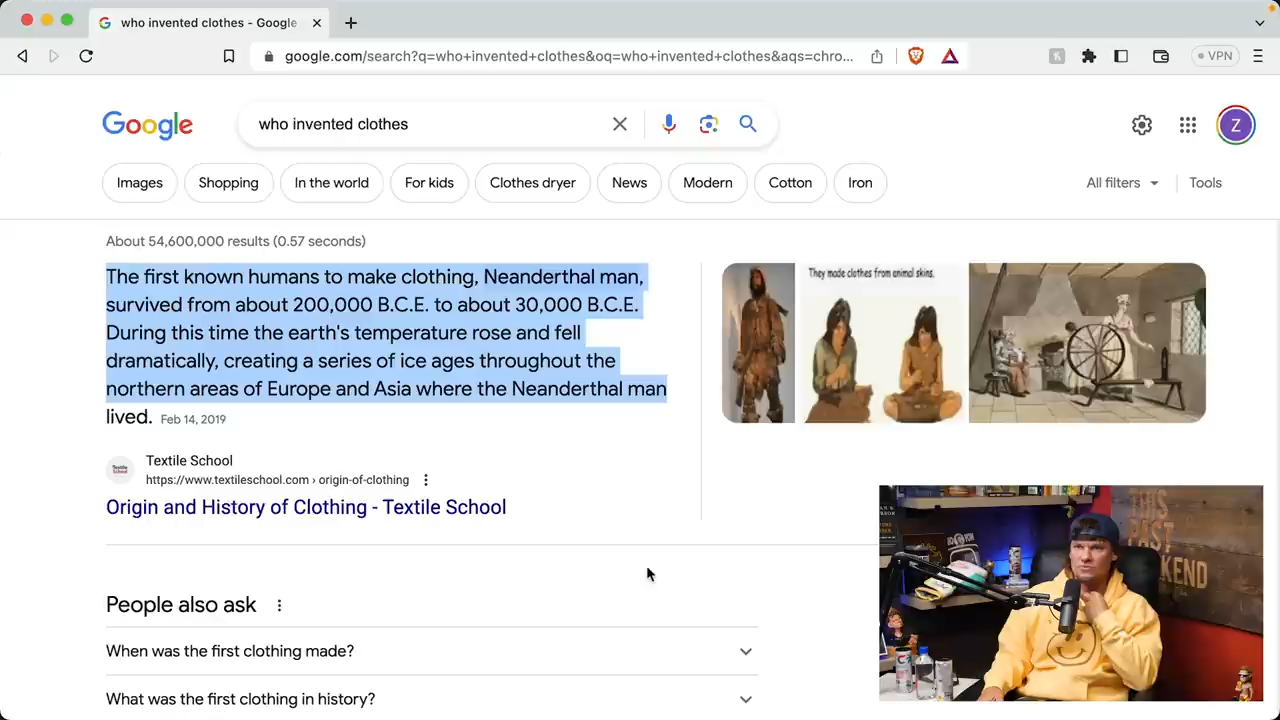 who invented clothes - Google
google.com/search?q=who+invented+clothes&oq=who+invented+clothes&aqs=chro...
VPN
Google
who invented clothes
Z
Images
Shopping
In the world
For kids
Clothes dryer
News
Modern
Cotton
Iron
All filters
Tools
About 54,600,000 results (0.57 seconds)
The first known humans to make clothing, Neanderthal man,
survived from about 200,000 B.C.E. to about 30,000 B.C.E.
During this time the earth's temperature rose and fell
dramatically, creating a series of ice ages throughout the
northern areas of Europe and Asia where the Neanderthal man
lived. Feb 14, 2019
They made clothes from animal skins.
Textile School
Textile School
https://www.textileschool.com › origin-of-clothing
Origin and History of Clothing - Textile School
THIS
PAST
WEEKEND
People also ask
When was the first clothing made?
What was the first clothing in history?